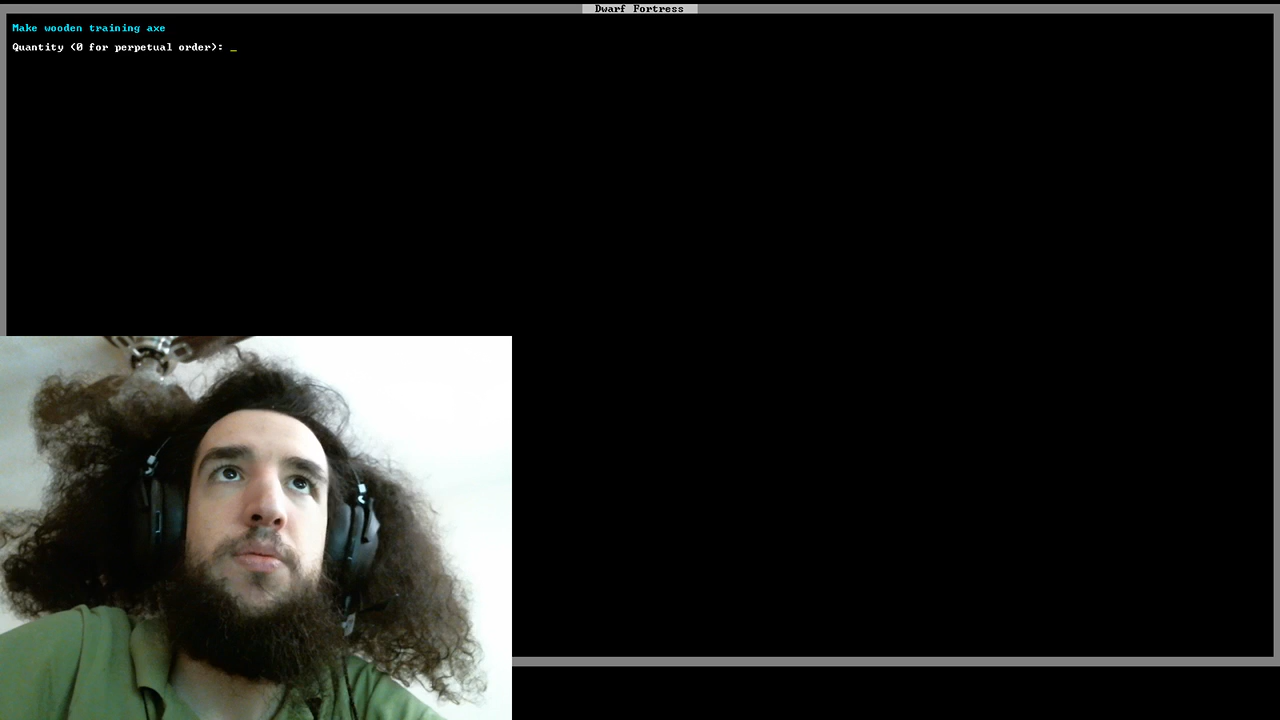 Dwarf Fortress
Make wooden training axe
Quantity (0 for perpetual order): _